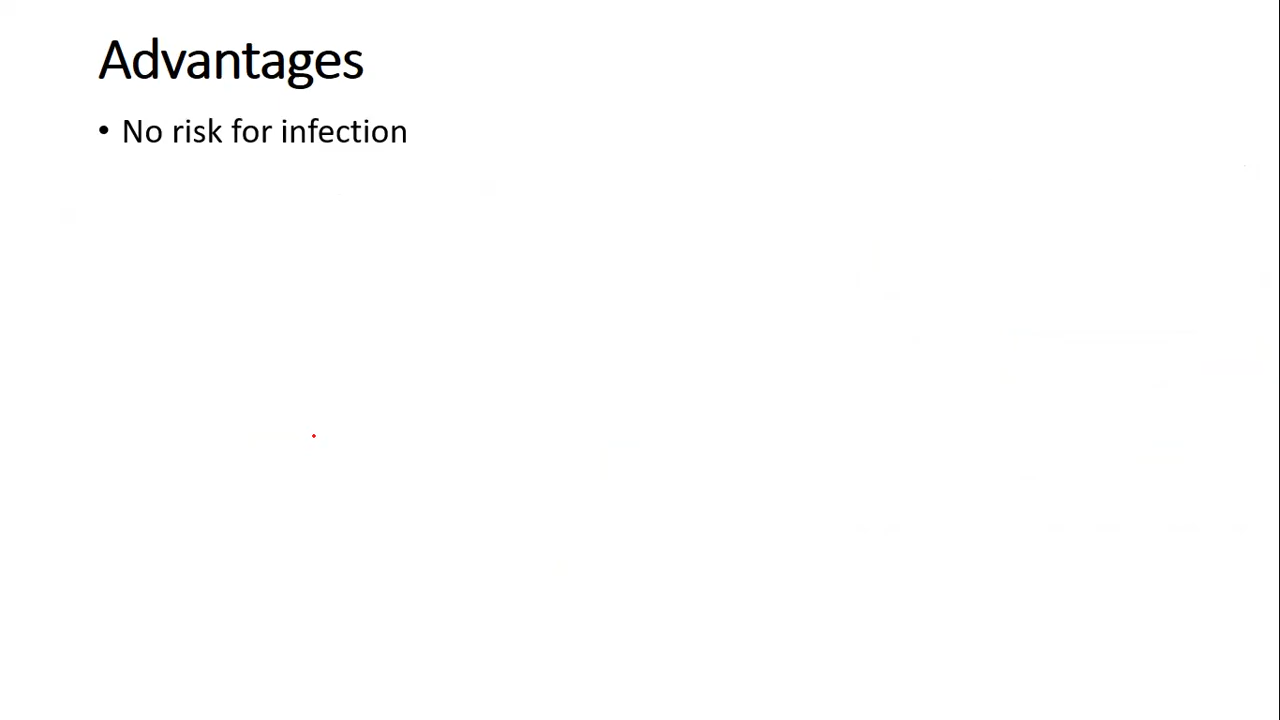 Advantages
• No risk for infection